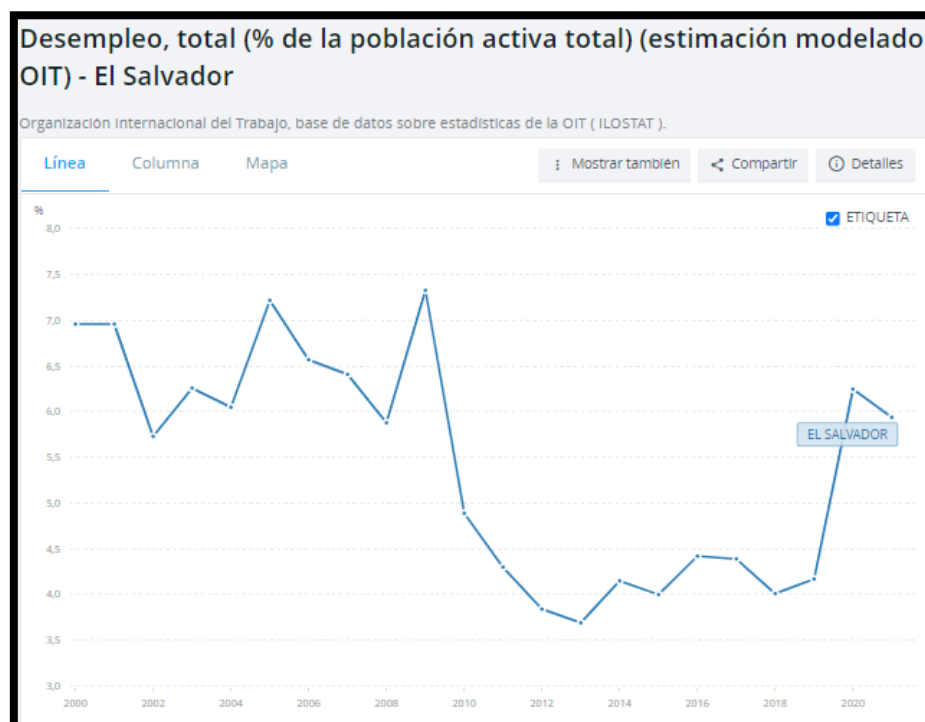 Desempleo, total (% de la población activa total) (estimación modelado
OIT) - El Salvador
Organización Internacional del Trabajo, base de datos sobre estadísticas de la OIT ( ILOSTAT ).
Línea Columna Mapa Mostrar también Compartir Detalles
% ETIQUETA
8,0
7,5
7,0
6,5
6,0
EL SALVADOR
5,5
5,0
4,5
4,0
3,5
3,0
2000 2002 2004 2006 2008 2010 2012 2014 2016 2018 2020